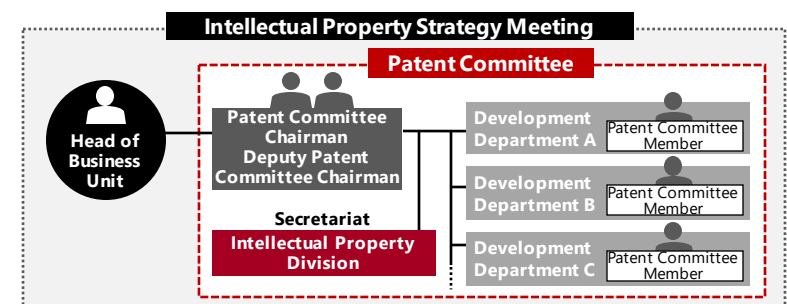 Intellectual Property Strategy Meeting
Patent Committee
Head of
Business
Unit
Patent Committee
Chairman
Deputy Patent
Committee Chairman
Secretariat
Intellectual Property
Division
Development
Department A
Patent Committee
Member
Development
Department B
Patent Committee
Member
Development
Department C
Patent Committee
Member